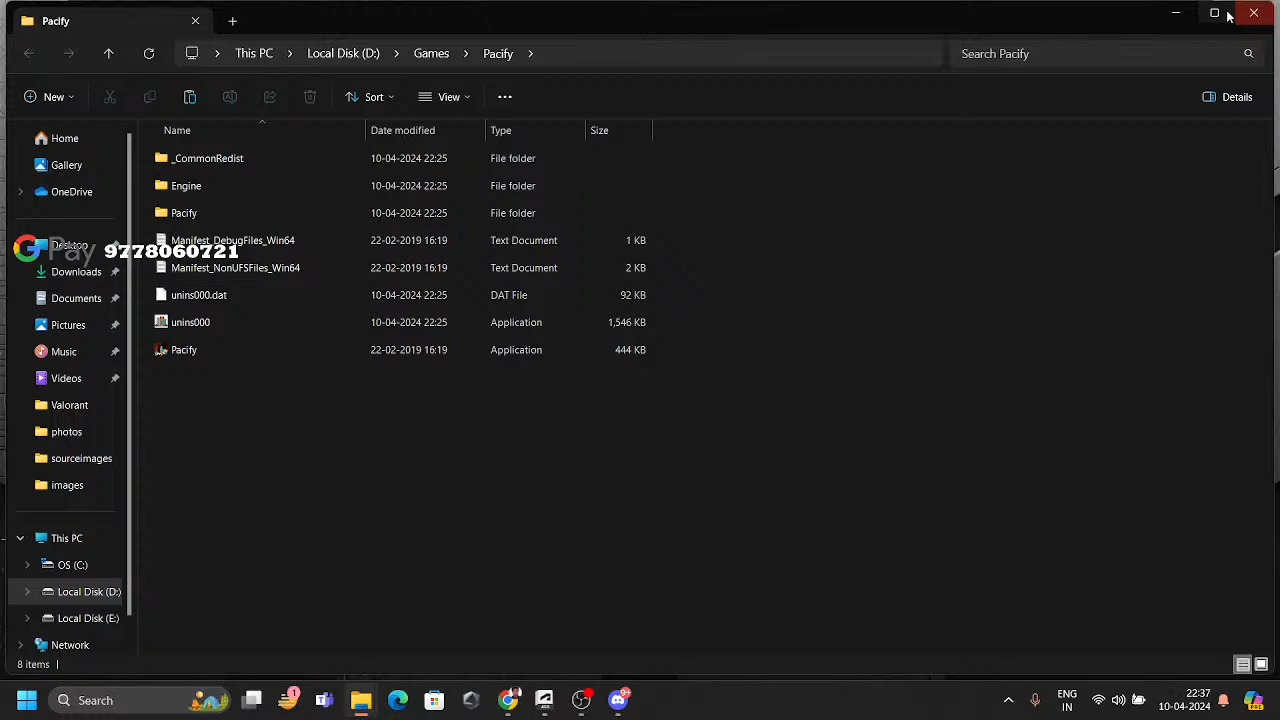 Pacify
This PC > Local Disk (D:) > Games > Pacify >
Search Pacify
New
Sort
View
Details
Name Date modified Type Size
_CommonRedist 10-04-2024 22:25 File folder
Engine 10-04-2024 22:25 File folder
Pacify 10-04-2024 22:25 File folder
Manifest_DebugFiles_Win64 22-02-2019 16:19 Text Document 1 KB
Manifest_NonUFSFiles_Win64 22-02-2019 16:19 Text Document 2 KB
unins000.dat 10-04-2024 22:25 DAT File 92 KB
unins000 10-04-2024 22:25 Application 1,546 KB
Pacify 22-02-2019 16:19 Application 444 KB
Home
Gallery
OneDrive
Desktop
G Pay 9778060721
Downloads
Documents
Pictures
Music
Videos
Valorant
photos
sourceimages
images
This PC
OS (C:)
Local Disk (D:)
Local Disk (E:)
Network
8 items
Search
1
9+
ENG
IN
22:37
10-04-2024
PRE